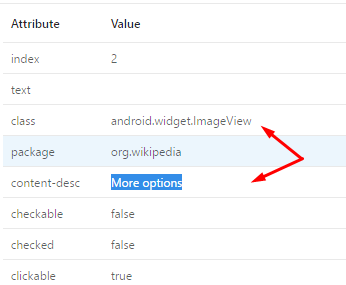 Attribute Value
index 2
text
class android.widget.ImageView
package org.wikipedia
content-desc More options
checkable false
checked false
clickable true